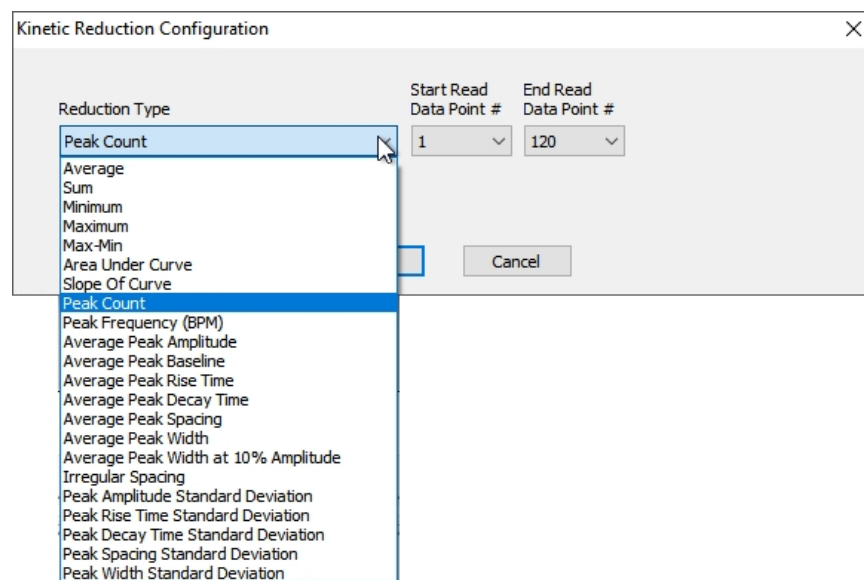 Kinetic Reduction Configuration
Start Read End Read
Reduction Type Data Point # Data Point #
Peak Count 1 120
Average
Sum
Minimum
Maximum
Max-Min
Area Under Curve
Cancel
Slope Of Curve
Peak Count
Peak Frequency (BPM)
Average Peak Amplitude
Average Peak Baseline
Average Peak Rise Time
Average Peak Decay Time
Average Peak Spacing
Average Peak Width
Average Peak Width at 10% Amplitude
Irregular Spacing
Peak Amplitude Standard Deviation
Peak Rise Time Standard Deviation
Peak Decay Time Standard Deviation
Peak Spacing Standard Deviation
Peak Width Standard Deviation